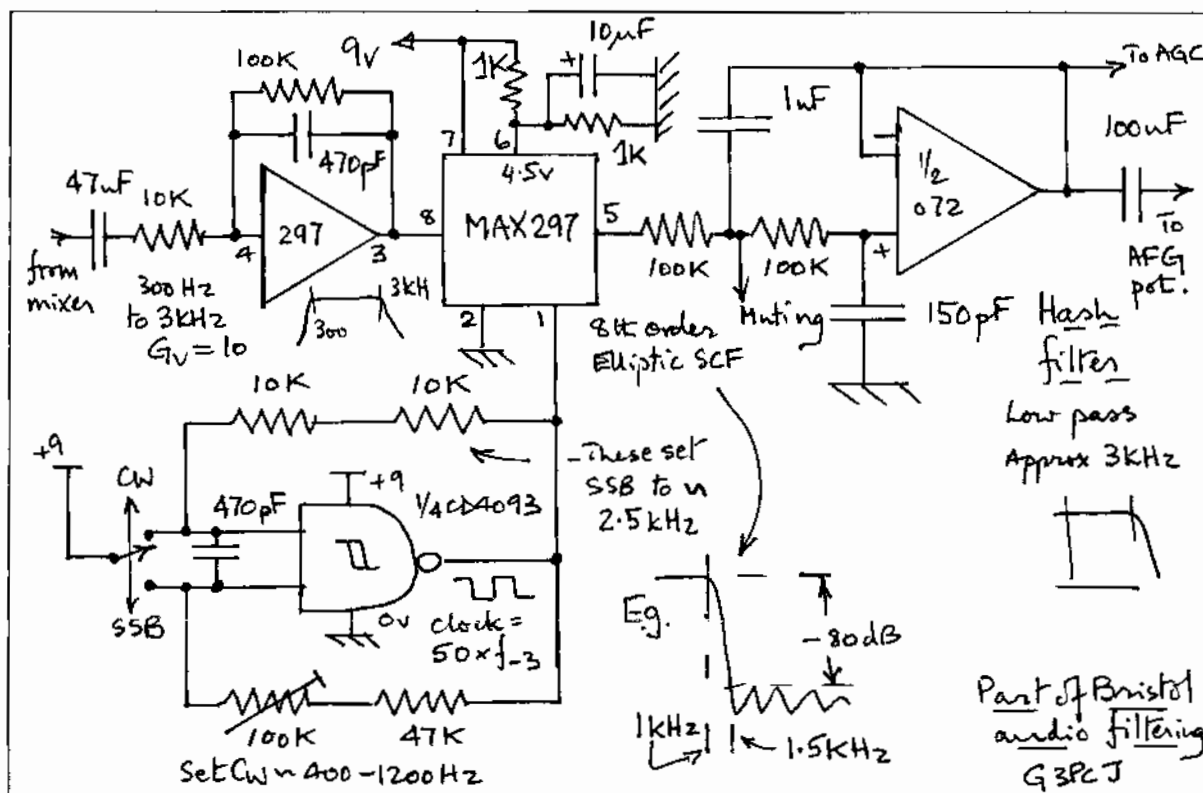 9v
100K
470pF
47nF
10K
from
mixer
4
297
3
300Hz
to 3kHz
Gv = 10
300
3kH
1K
+
10µF
1K
7
6
4.5v
8
MAX297
5
2
1
100K
100K
1nF
Muting
8th order
Elliptic SCF
1/2
072
+
150pF
To AGC
100nF
To
AFG
pot.
Hash
filter
Low pass
Approx 3kHz
10K
10K
+9
CW
SSB
470pF
+9
1/4 CD4093
0v
clock =
50 × f-3
These set
SSB to ~
2.5kHz
100K
47K
Set CW ~ 400 - 1200Hz
E.g.
-80dB
1kHz
1.5kHz
Part of Bristol
audio filtering
G3PCJ